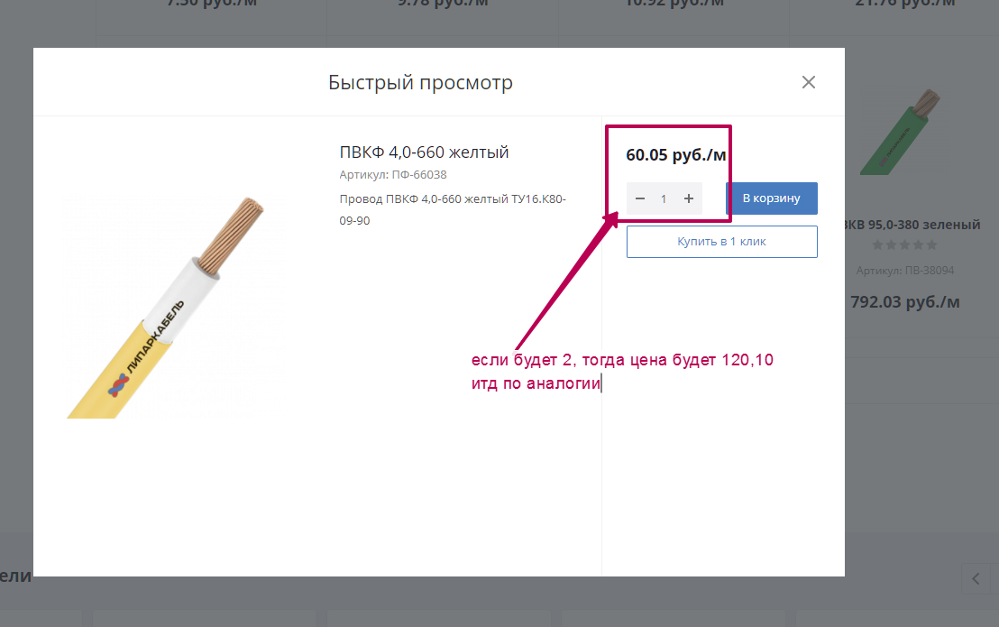 7.50 руб./м 9.78 руб./м 10.92 руб./м 21.76 руб./м
Быстрый просмотр
ПВКФ 4,0-660 желтый
Артикул: ПФ-66038
Провод ПВКФ 4,0-660 желтый ТУ16.К80-
09-90
ЛИПАРКАБЕЛЬ
60.05 руб./м
1
В корзину
Купить в 1 клик
если будет 2, тогда цена будет 120,10
итд по аналогии
ВКВ 95,0-380 зеленый
Артикул: ПВ-38094
792.03 руб./м
ели